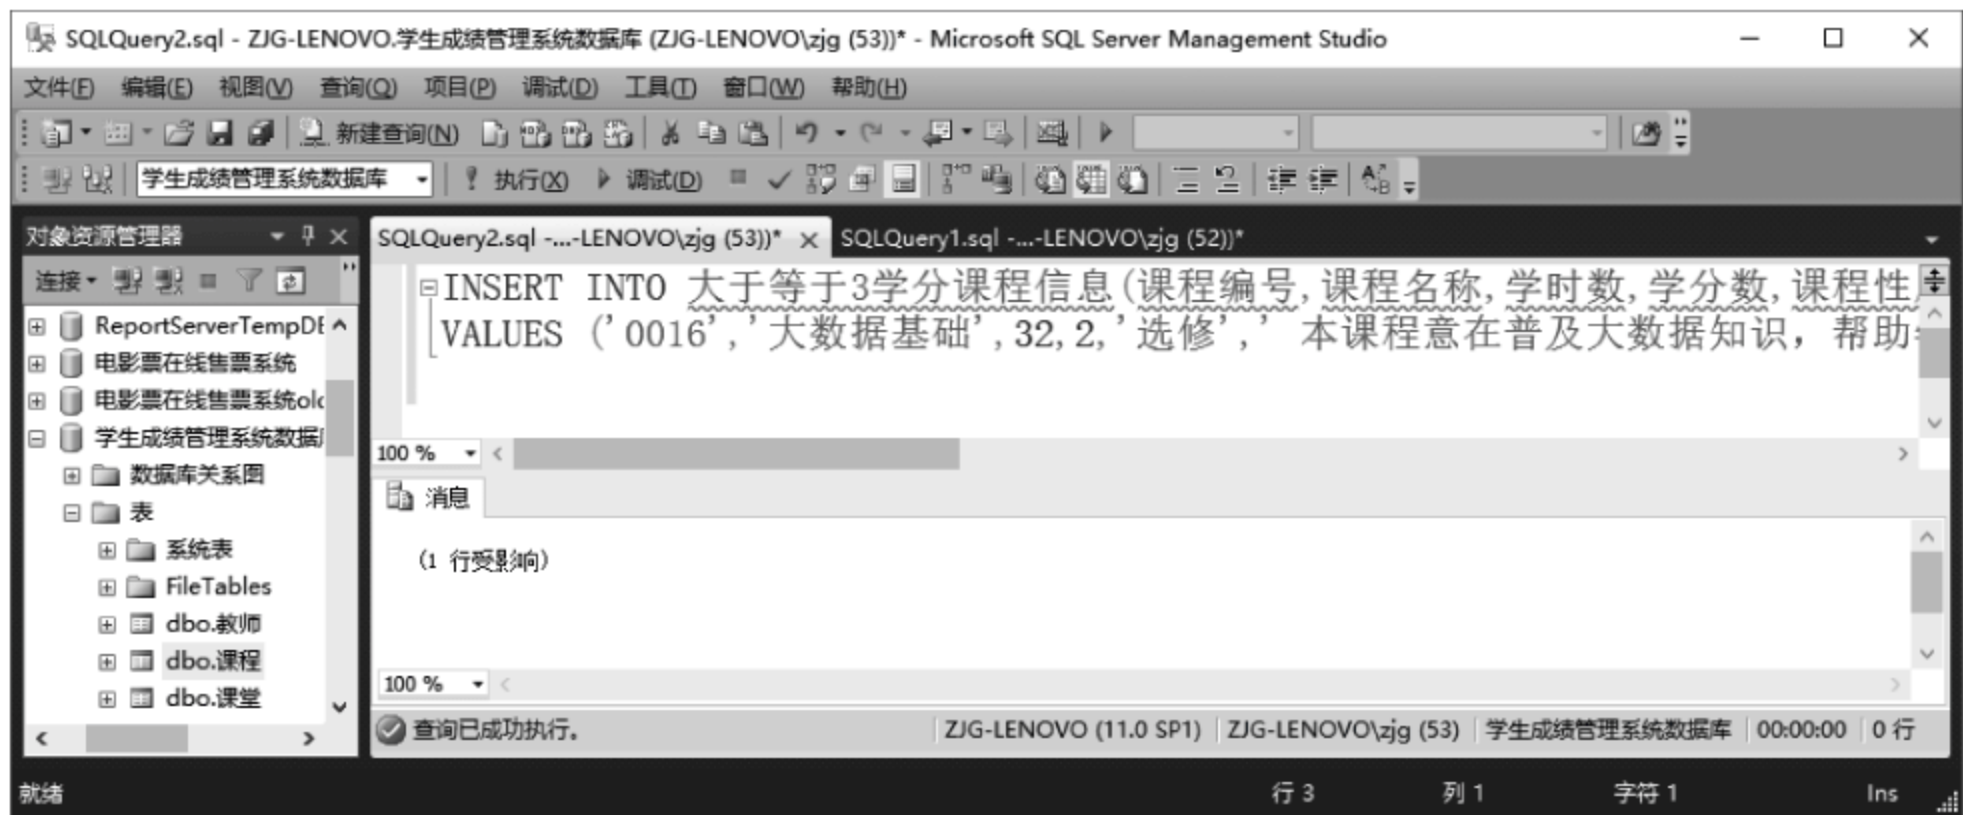 SQLQuery2.sql - ZJG-LENOVO.学生成绩管理系统数据库 (ZJG-LENOVO\zjg (53))* - Microsoft SQL Server Management Studio
文件(F) 编辑(E) 视图(V) 查询(Q) 项目(P) 调试(D) 工具(T) 窗口(W) 帮助(H)
新建查询(N)
学生成绩管理系统数据库 执行(X) 调试(D)
对象资源管理器
连接
ReportServerTempDE
电影票在线售票系统
电影票在线售票系统old
学生成绩管理系统数据
数据库关系图
表
系统表
FileTables
dbo.教师
dbo.课程
dbo.课堂
SQLQuery2.sql -...-LENOVO\zjg (53))* SQLQuery1.sql -...-LENOVO\zjg (52))*
INSERT INTO 大于等于3学分课程信息(课程编号,课程名称,学时数,学分数,课程性
VALUES ('0016','大数据基础',32,2,'选修',' 本课程意在普及大数据知识，帮助
100 %
消息
(1 行受影响)
100 %
查询已成功执行。 ZJG-LENOVO (11.0 SP1) ZJG-LENOVO\zjg (53) 学生成绩管理系统数据库 00:00:00 0 行
就绪 行 3 列 1 字符 1 Ins